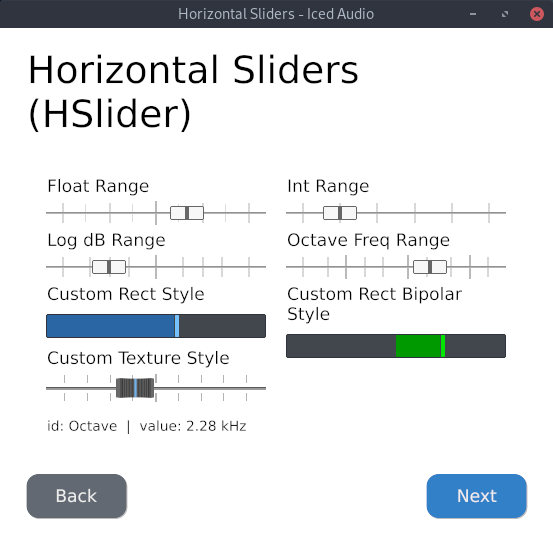 Horizontal Sliders - Iced Audio
Horizontal Sliders
(HSlider)
Float Range
Int Range
Log dB Range
Octave Freq Range
Custom Rect Style
Custom Rect Bipolar
Style
Custom Texture Style
id: Octave | value: 2.28 kHz
Back
Next